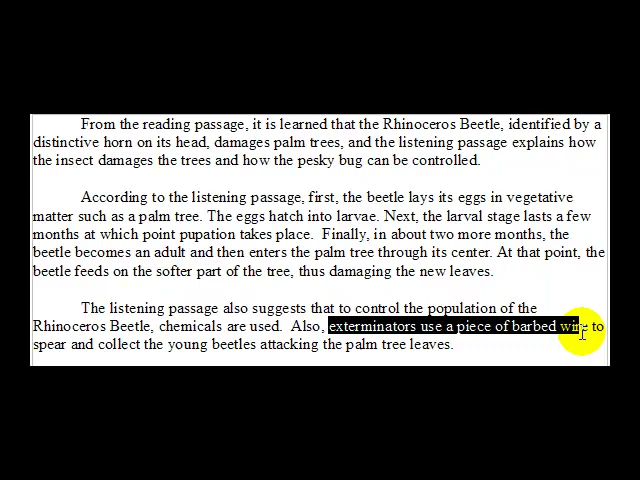 From the reading passage, it is learned that the Rhinoceros Beetle, identified by a
distinctive horn on its head, damages palm trees, and the listening passage explains how
the insect damages the trees and how the pesky bug can be controlled.
According to the listening passage, first, the beetle lays its eggs in vegetative
matter such as a palm tree. The eggs hatch into larvae. Next, the larval stage lasts a few
months at which point pupation takes place. Finally, in about two more months, the
beetle becomes an adult and then enters the palm tree through its center. At that point, the
beetle feeds on the softer part of the tree, thus damaging the new leaves.
The listening passage also suggests that to control the population of the
Rhinoceros Beetle, chemicals are used. Also, exterminators use a piece of barbed wire to
spear and collect the young beetles attacking the palm tree leaves.